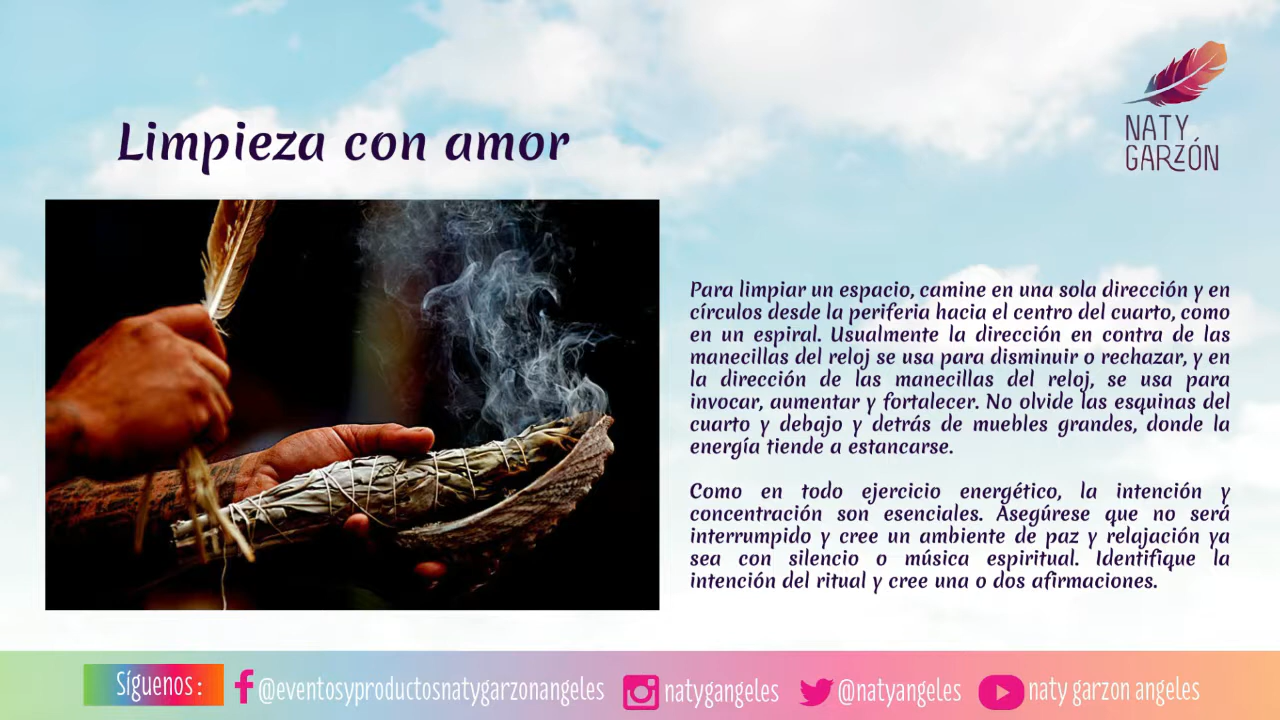 Limpieza con amor
NATY
GARZÓN
Para limpiar un espacio, camine en una sola dirección y en
círculos desde la periferia hacia el centro del cuarto, como
en un espiral. Usualmente la dirección en contra de las
manecillas del reloj se usa para disminuir o rechazar, y en
la dirección de las manecillas del reloj, se usa para
invocar, aumentar y fortalecer. No olvide las esquinas del
cuarto y debajo y detrás de muebles grandes, donde la
energía tiende a estancarse.
Como en todo ejercicio energético, la intención y
concentración son esenciales. Asegúrese que no será
interrumpido y cree un ambiente de paz y relajación ya
sea con silencio o música espiritual. Identifique la
intención del ritual y cree una o dos afirmaciones.
Síguenos: @eventosyproductosnatygarzonangeles natygangeles @natyangeles naty garzon angeles